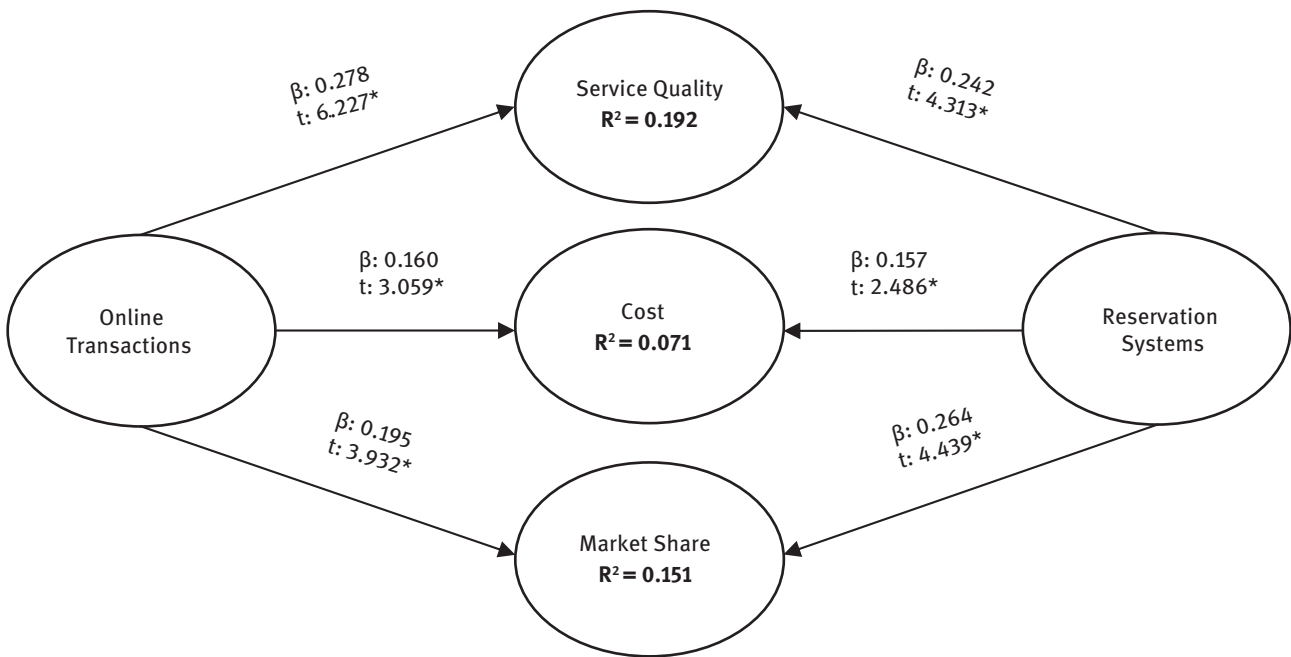 β: 0.278
t: 6..227*
Service Quality
R² = 0.192
β: 0.242
t: 4.313*
Online
Transactions
β: 0.160
t: 3.059*
Cost
R² = 0.071
β: 0.157
t: 2.486*
Reservation
Systems
β: 0.195
t: 3.932*
Market Share
R² = 0.151
β: 0.264
t: 4.439*